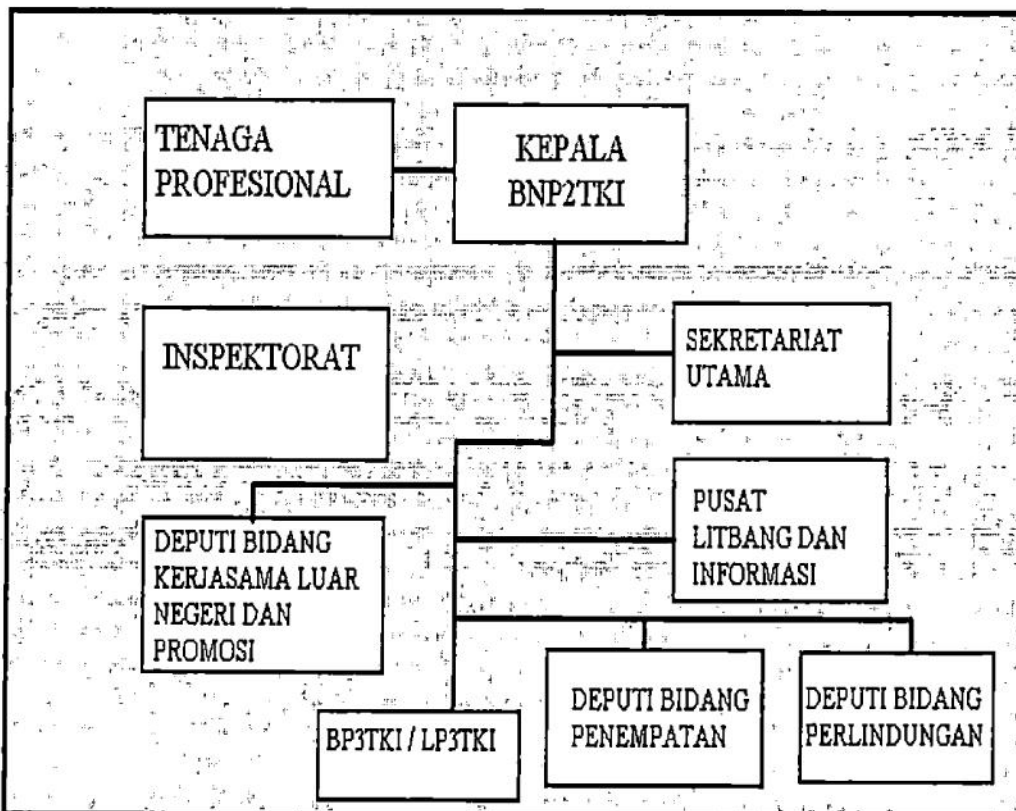 TENAGA
PROFESIONAL
KEPALA
BNP2TKI
INSPEKTORAT
SEKRETARIAT
UTAMA
DEPUTI BIDANG
KERJASAMA LUAR
NEGERI DAN
PROMOSI
PUSAT
LITBANG DAN
INFORMASI
BP3TKI / LP3TKI
DEPUTI BIDANG
PENEMPATAN
DEPUTI BIDANG
PERLINDUNGAN